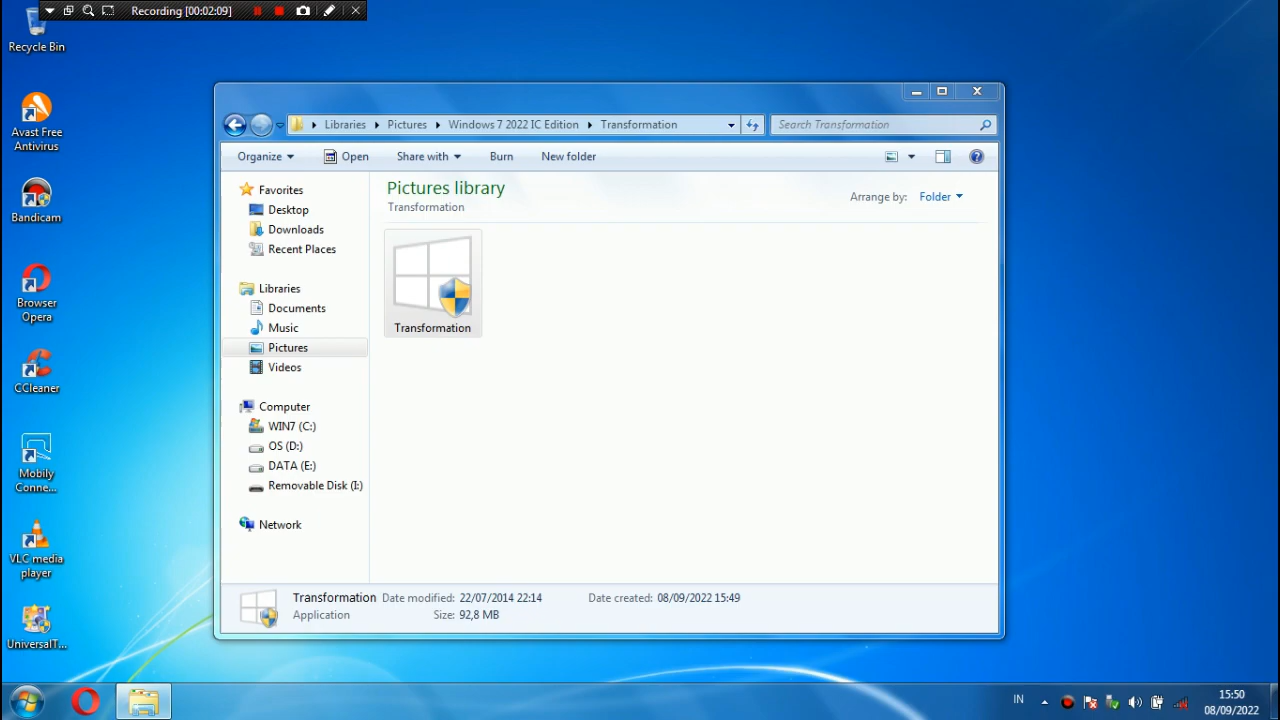 Recording [00:02:09]
Recycle Bin
Avast Free
Antivirus
Bandicam
Browser
Opera
CCleaner
Mobily
Conne...
VLC media
player
UniversalT...
Libraries
Pictures
Windows 7 2022 IC Edition
Transformation
Search Transformation
Organize
Open
Share with
Burn
New folder
Favorites
Desktop
Downloads
Recent Places
Libraries
Documents
Music
Pictures
Videos
Computer
WIN7 (C:)
OS (D:)
DATA (E:)
Removable Disk (I:)
Network
Pictures library
Transformation
Arrange by: Folder
Transformation
Transformation Date modified: 22/07/2014 22:14 Date created: 08/09/2022 15:49
Application Size: 92,8 MB
IN
15:50
08/09/2022